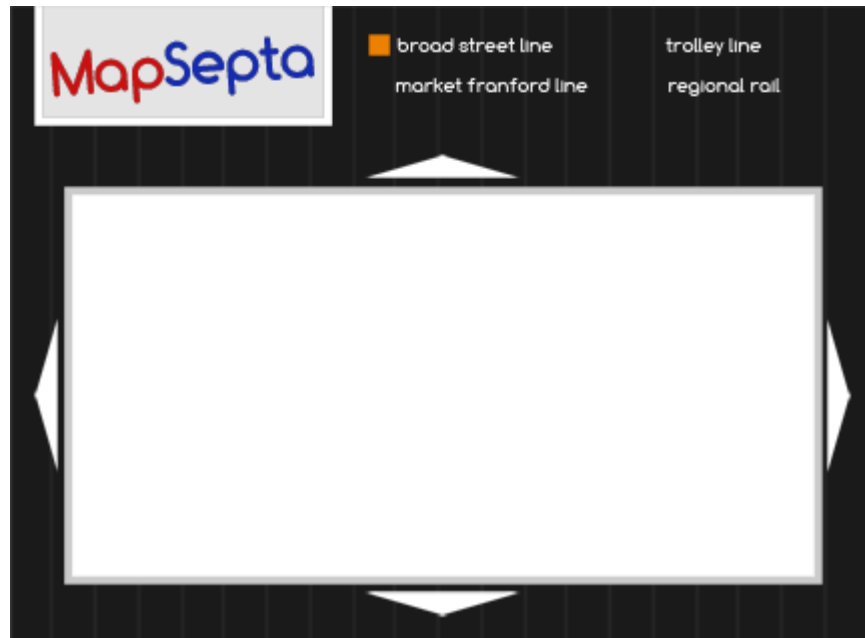 MapSepta
broad street line
trolley line
market franford line
regional rail